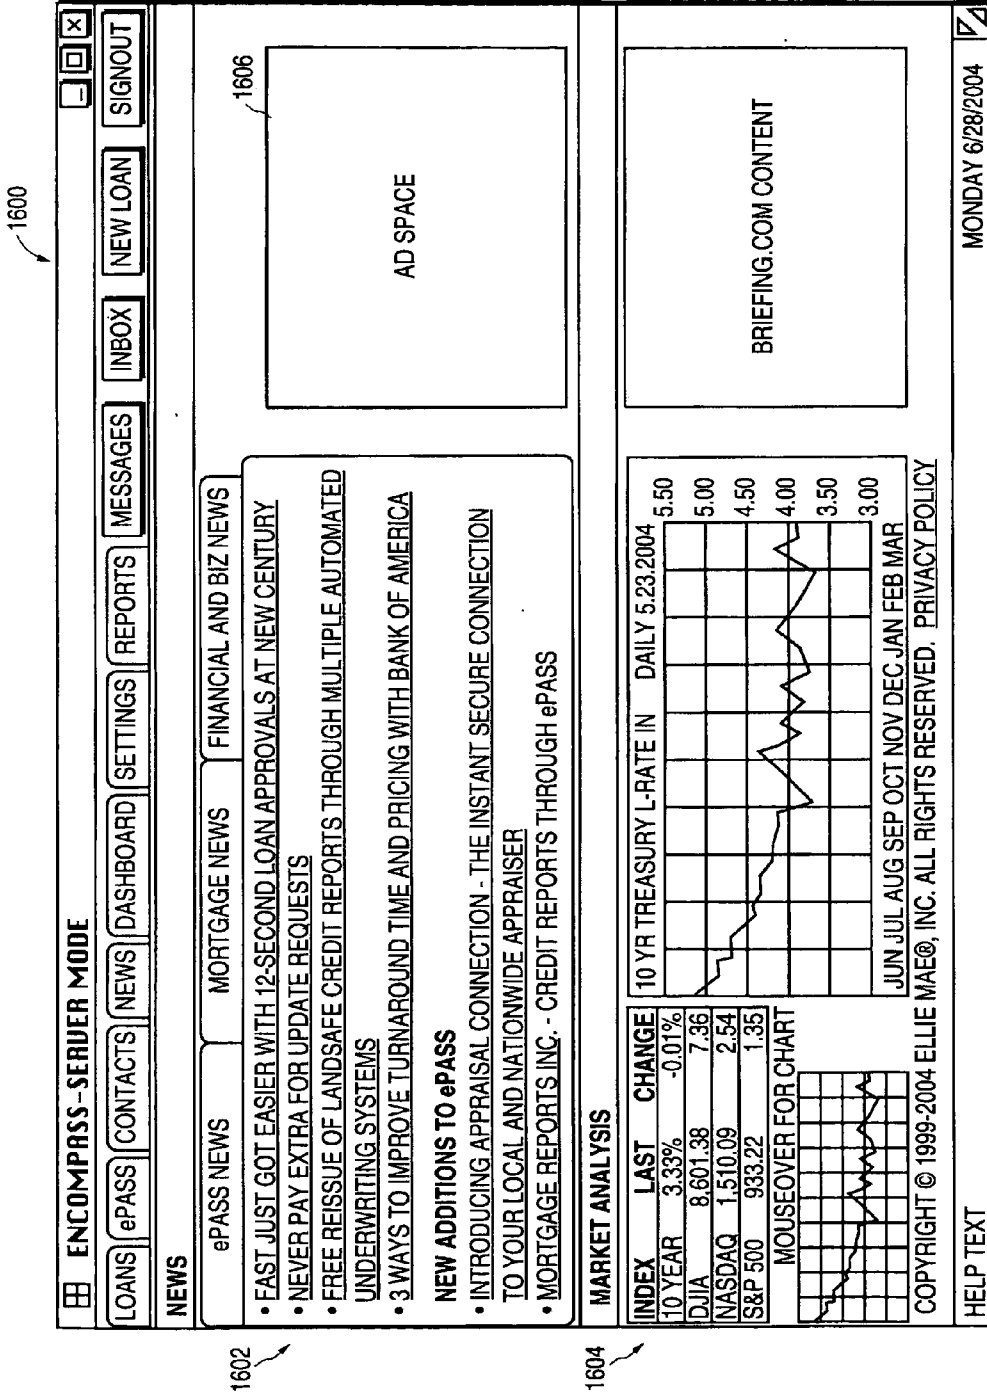 1600
ENCOMPASS-SERVER MODE
LOANS ePASS CONTACTS NEWS DASHBOARD SETTINGS REPORTS MESSAGES INBOX NEW LOAN SIGNOUT
NEWS
1602
ePASS NEWS MORTGAGE NEWS FINANCIAL AND BIZ NEWS
• FAST JUST GOT EASIER WITH 12-SECOND LOAN APPROVALS AT NEW CENTURY
• NEVER PAY EXTRA FOR UPDATE REQUESTS
• FREE REISSUE OF LANDSAFE CREDIT REPORTS THROUGH MULTIPLE AUTOMATED
UNDERWRITING SYSTEMS
• 3 WAYS TO IMPROVE TURNAROUND TIME AND PRICING WITH BANK OF AMERICA
NEW ADDITIONS TO ePASS
• INTRODUCING APPRAISAL CONNECTION - THE INSTANT SECURE CONNECTION
TO YOUR LOCAL AND NATIONWIDE APPRAISER
• MORTGAGE REPORTS INC. - CREDIT REPORTS THROUGH ePASS
1606
AD SPACE
1604
MARKET ANALYSIS
INDEX LAST CHANGE
10 YEAR 3.33% -0.01%
DJIA 8,601.38 7.36
NASDAQ 1,510.09 2.54
S&P 500 933.22 1.35
MOUSEOVER FOR CHART
10 YR TREASURY L-RATE IN DAILY 5.23.2004
5.50
5.00
4.50
4.00
3.50
3.00
JUN JUL AUG SEP OCT NOV DEC JAN FEB MAR
BRIEFING.COM CONTENT
COPYRIGHT © 1999-2004 ELLIE MAE®, INC. ALL RIGHTS RESERVED. PRIVACY POLICY
HELP TEXT MONDAY 6/28/2004